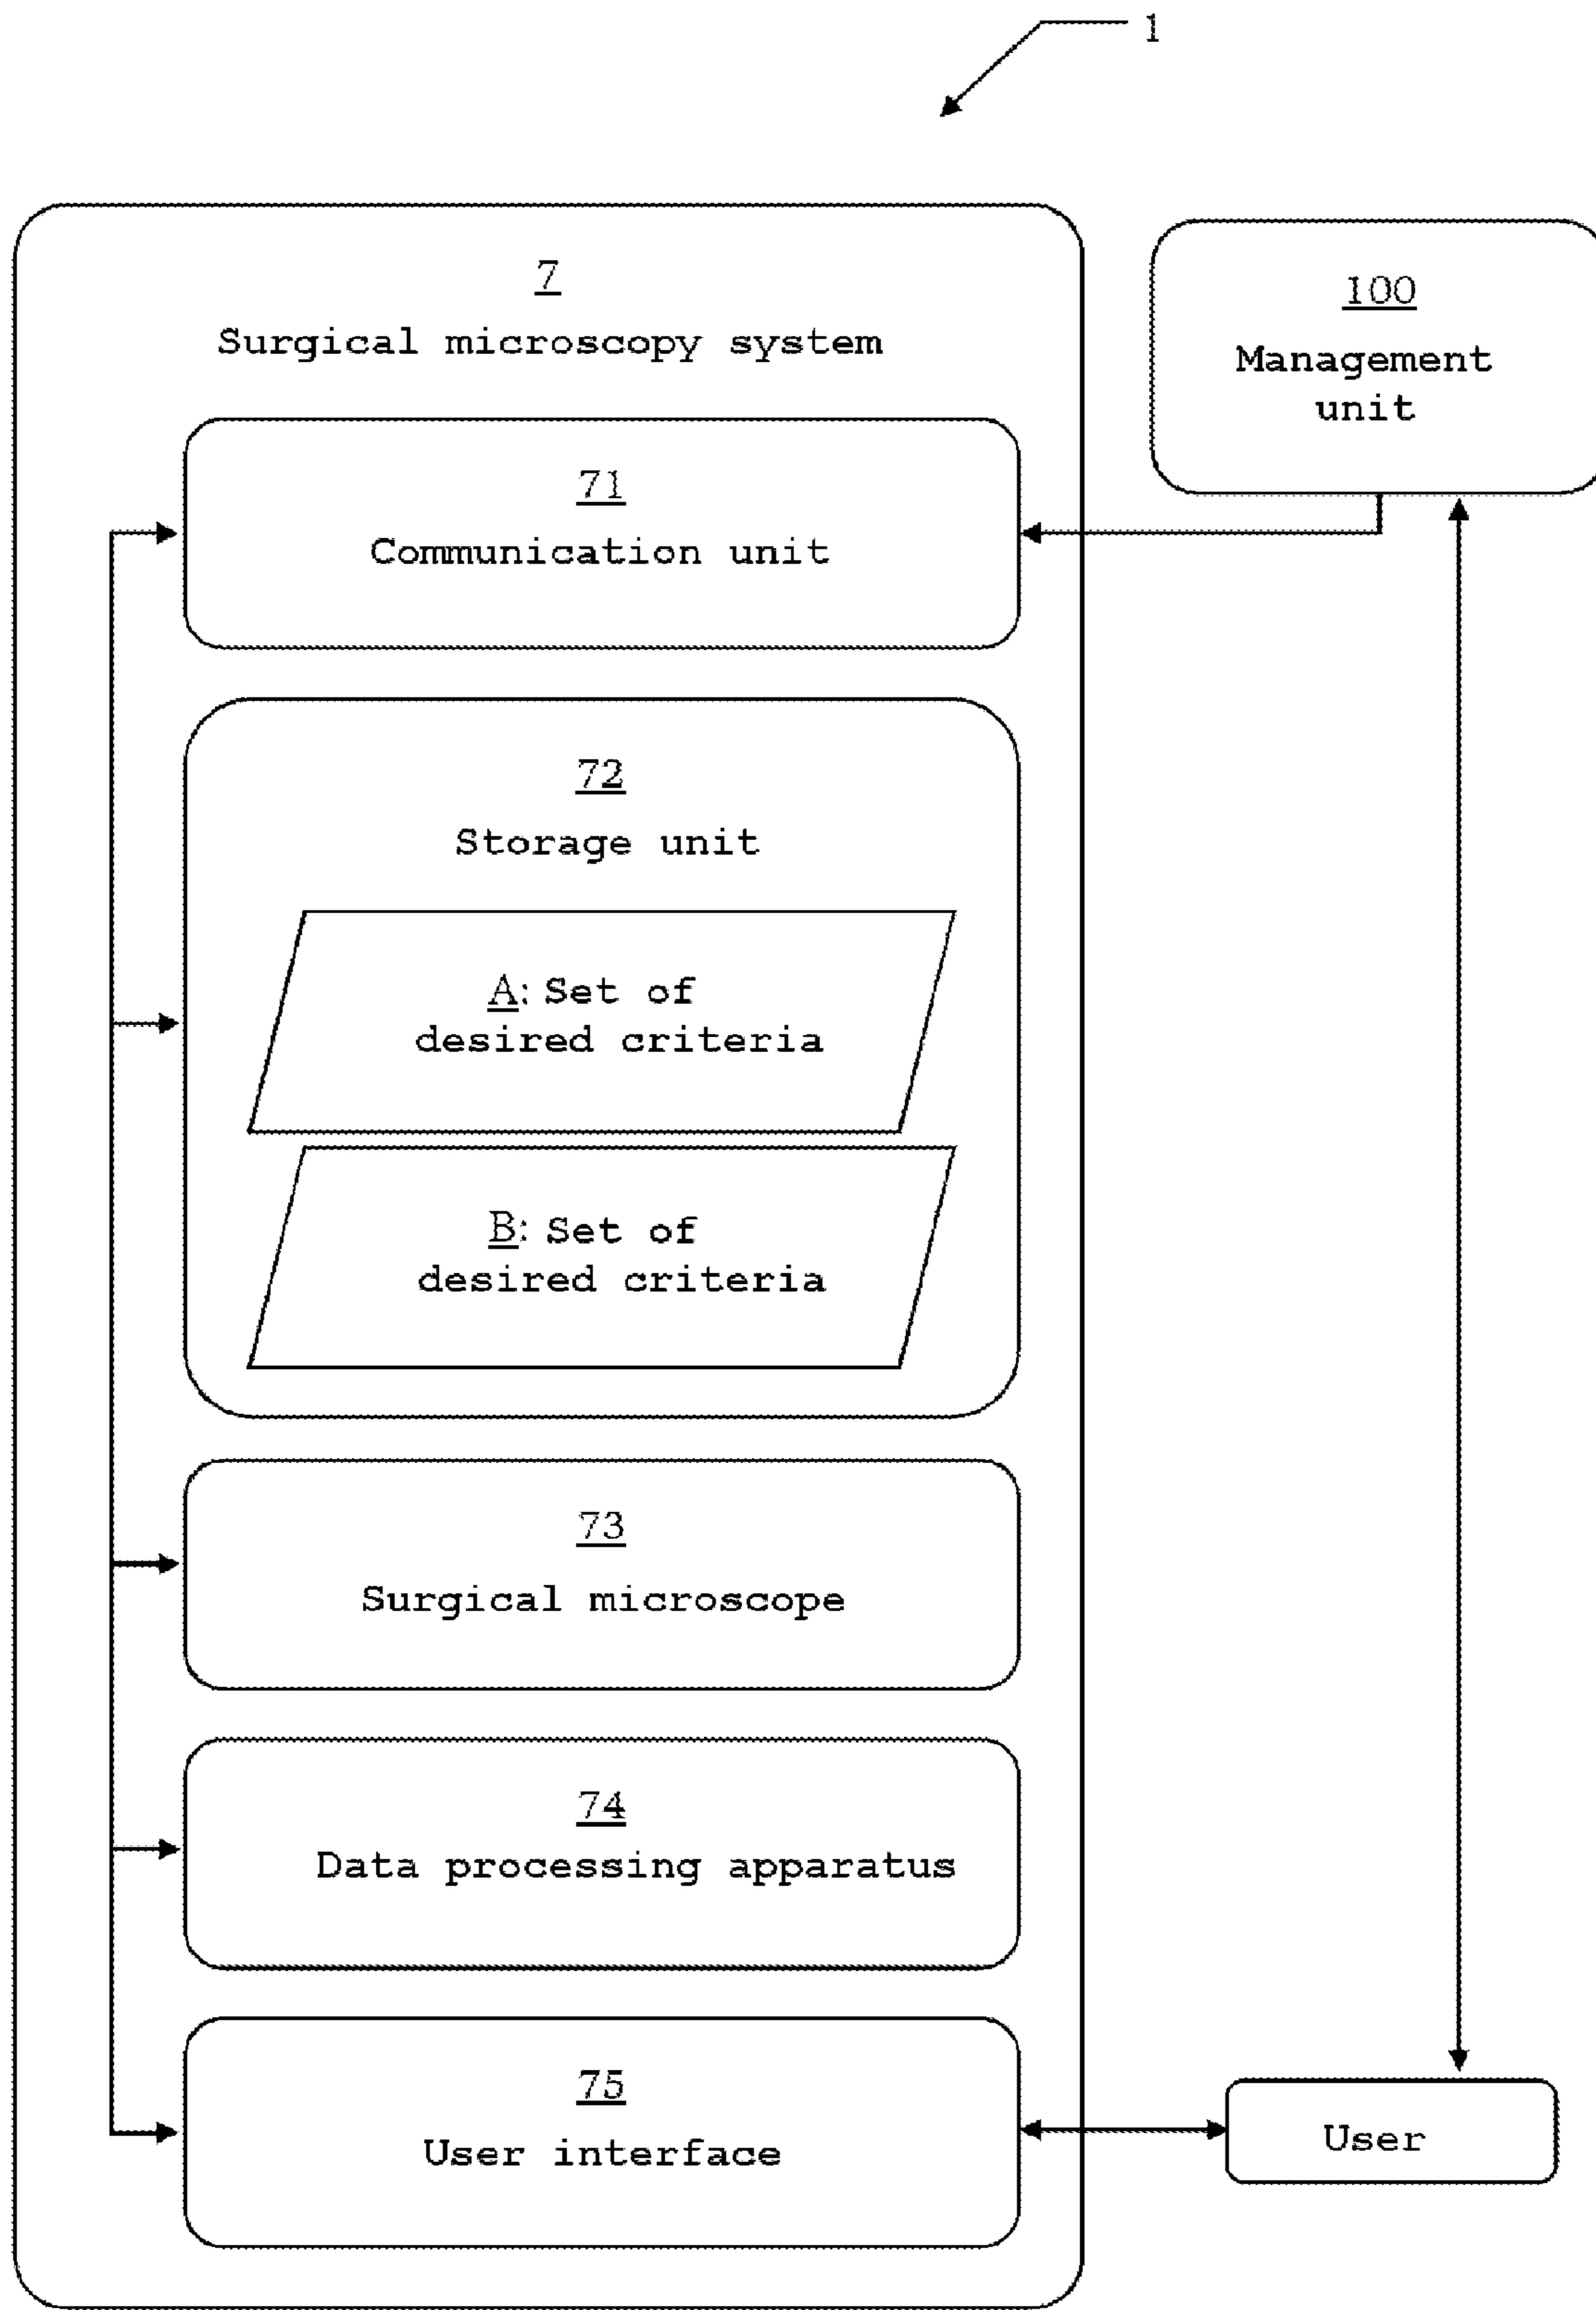 1
7
Surgical microscopy system
100
Management
unit
71
Communication unit
72
Storage unit
A: Set of
desired criteria
B: Set of
desired criteria
73
Surgical microscope
74
Data processing apparatus
75
User interface
User